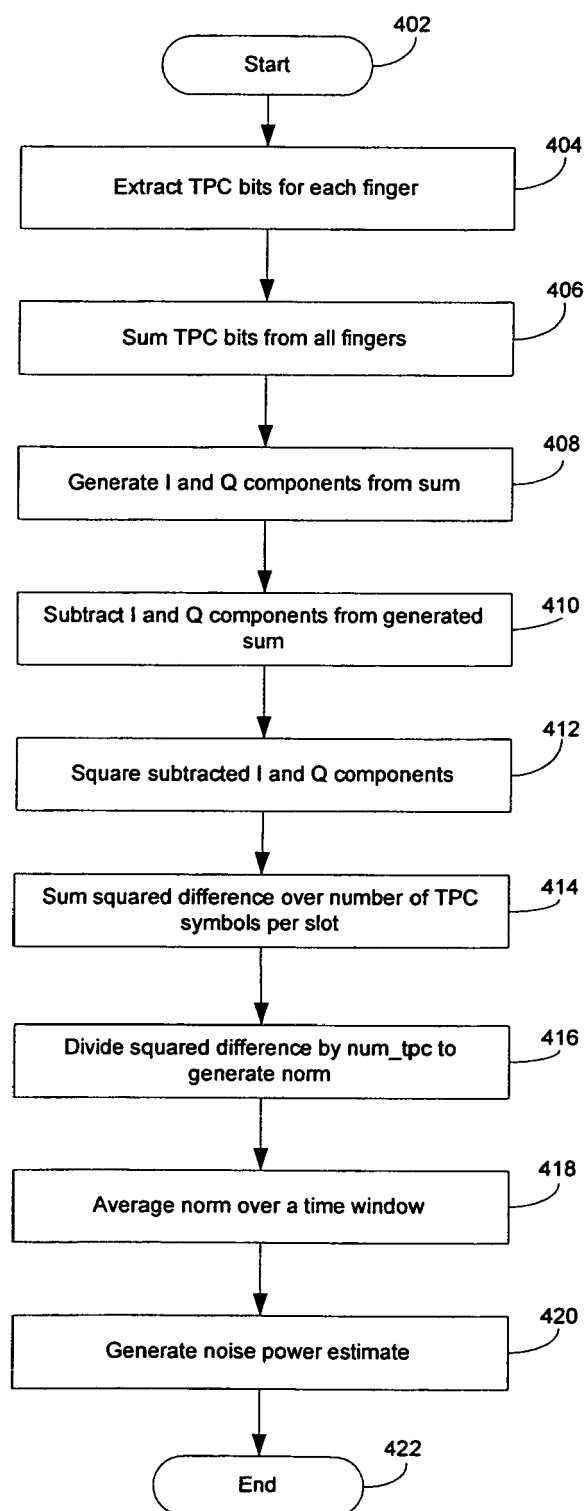 402
Start
404
Extract TPC bits for each finger
406
Sum TPC bits from all fingers
408
Generate I and Q components from sum
410
Subtract I and Q components from generated
sum
412
Square subtracted I and Q components
414
Sum squared difference over number of TPC
symbols per slot
416
Divide squared difference by num_tpc to
generate norm
418
Average norm over a time window
420
Generate noise power estimate
422
End